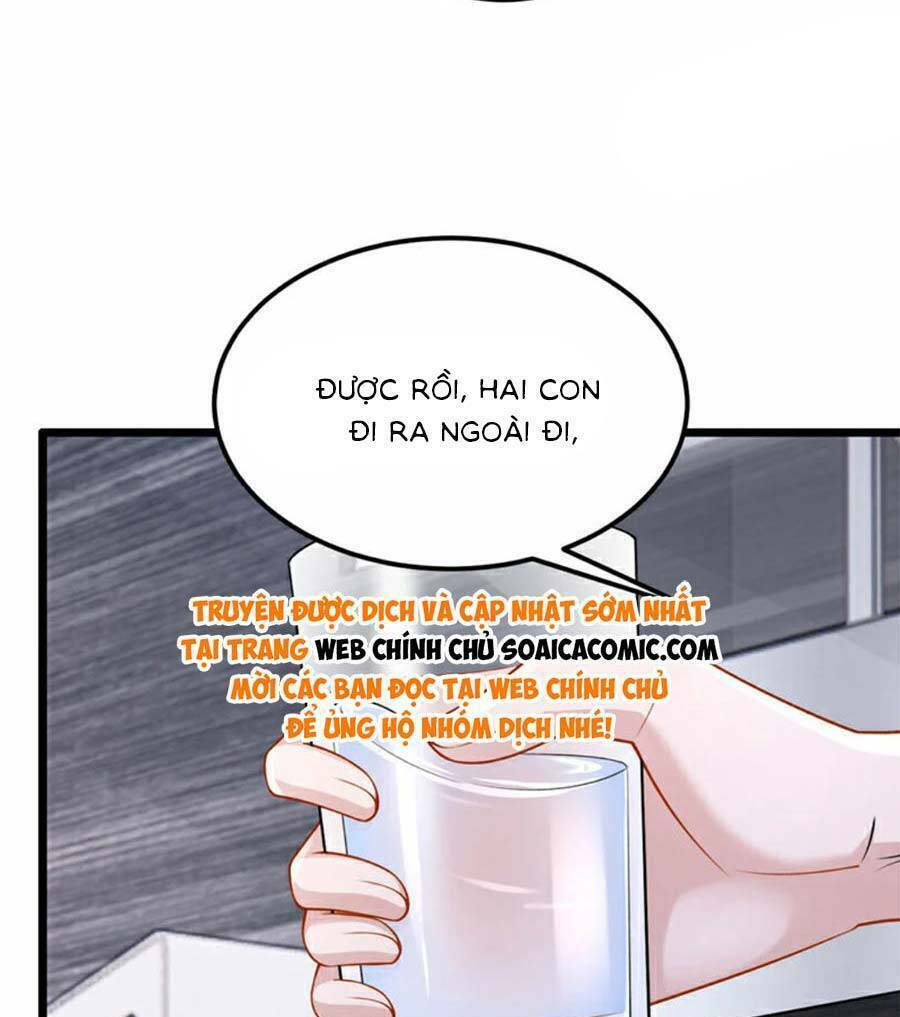 ĐƯỢC RỒI, HAI CON
ĐI RA NGOÀI ĐI,
TRUYỆN ĐƯỢC DỊCH VÀ CẬP NHẬT SỚM NHẤT
TẠI TRANG WEB CHÍNH CHỦ SOAICACOMIC.COM
MỜI CÁC BẠN ĐỌC TẠI WEB CHÍNH CHỦ
ĐỂ ỦNG HỘ NHÓM DỊCH NHÉ!